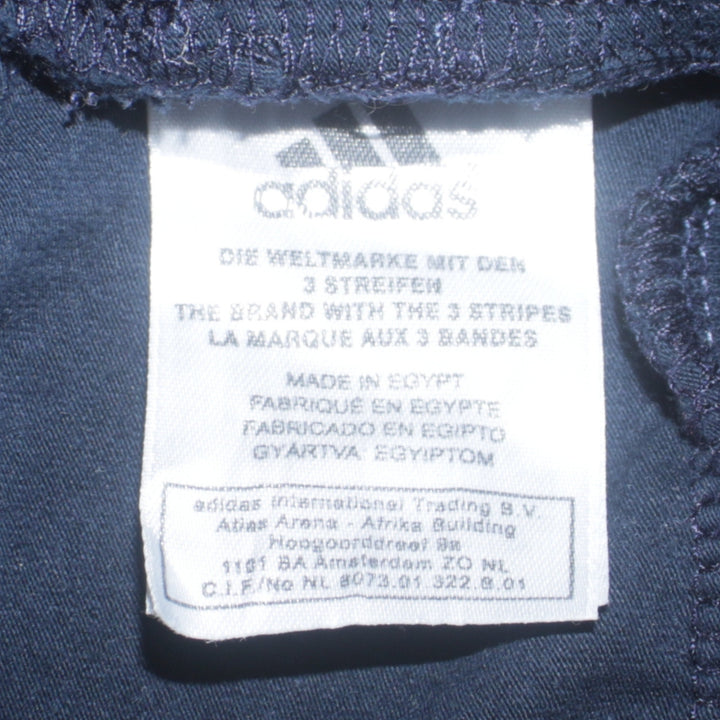 adidas
DIE WELTMARKE MIT DEN
3 STREIFEN
THE BRAND WITH THE 3 STRIPES
LA MARQUE AUX 3 BANDES
MADE IN EGYPT
FABRIQUÉ EN EGYPTE
FABRICADO EN EGIPTO
GYÁRTVA: EGYIPTOM
adidas International Trading B.V.
Atlas Arena - Afrika Building
Hoogoorddreef 9a
1101 BA Amsterdam ZO NL
C.I.F./No NL 8073.01.322.B.01